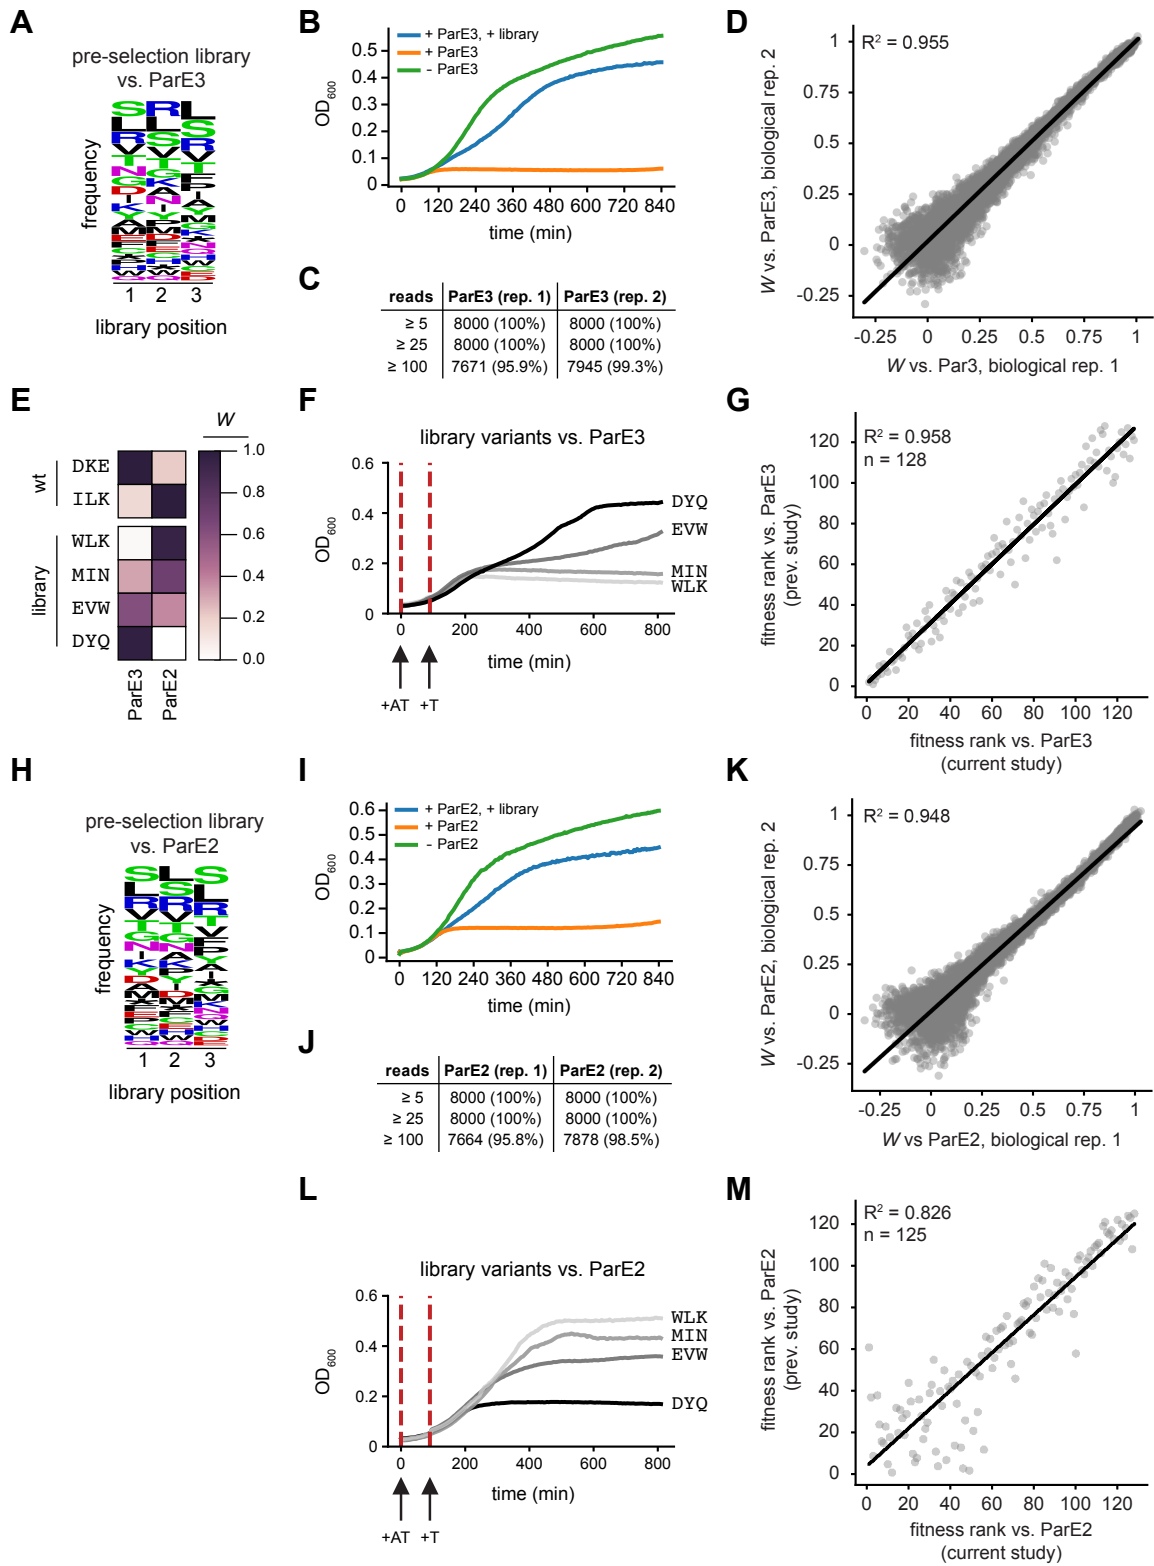 A
pre-selection library
vs. ParE3
frequency
1 2 3
library position
B
+ ParE3, + library
+ ParE3
- ParE3
OD600
0.5
0.4
0.3
0.2
0.1
0
0 120 240 360 480 600 720 840
time (min)
C
reads ParE3 (rep. 1) ParE3 (rep. 2)
≥ 5 8000 (100%) 8000 (100%)
≥ 25 8000 (100%) 8000 (100%)
≥ 100 7671 (95.9%) 7945 (99.3%)
D
R² = 0.955
W vs. ParE3, biological rep. 2
1
0.75
0.5
0.25
0
-0.25
-0.25 0 0.25 0.5 0.75 1
W vs. Par3, biological rep. 1
E
W
wt
DKE
ILK
library
WLK
MIN
EVW
DYQ
ParE3
ParE2
1.0
0.8
0.6
0.4
0.2
0.0
F
library variants vs. ParE3
OD600
0.6
0.4
0.2
0
DYQ
EVW
MIN
WLK
0 200 400 600 800
time (min)
+AT +T
G
R² = 0.958
n = 128
fitness rank vs. ParE3
(prev. study)
120
100
80
60
40
20
0
0 20 40 60 80 100 120
fitness rank vs. ParE3
(current study)
H
pre-selection library
vs. ParE2
frequency
1 2 3
library position
I
+ ParE2, + library
+ ParE2
- ParE2
OD600
0.6
0.5
0.4
0.3
0.2
0.1
0
0 120 240 360 480 600 720 840
time (min)
J
reads ParE2 (rep. 1) ParE2 (rep. 2)
≥ 5 8000 (100%) 8000 (100%)
≥ 25 8000 (100%) 8000 (100%)
≥ 100 7664 (95.8%) 7878 (98.5%)
K
R² = 0.948
W vs. ParE2, biological rep. 2
1
0.75
0.5
0.25
0
-0.25
-0.25 0 0.25 0.5 0.75 1
W vs ParE2, biological rep. 1
L
library variants vs. ParE2
OD600
0.6
0.4
0.2
0
WLK
MIN
EVW
DYQ
0 200 400 600 800
time (min)
+AT +T
M
R² = 0.826
n = 125
fitness rank vs. ParE2
(prev. study)
120
100
80
60
40
20
0
0 20 40 60 80 100 120
fitness rank vs. ParE2
(current study)